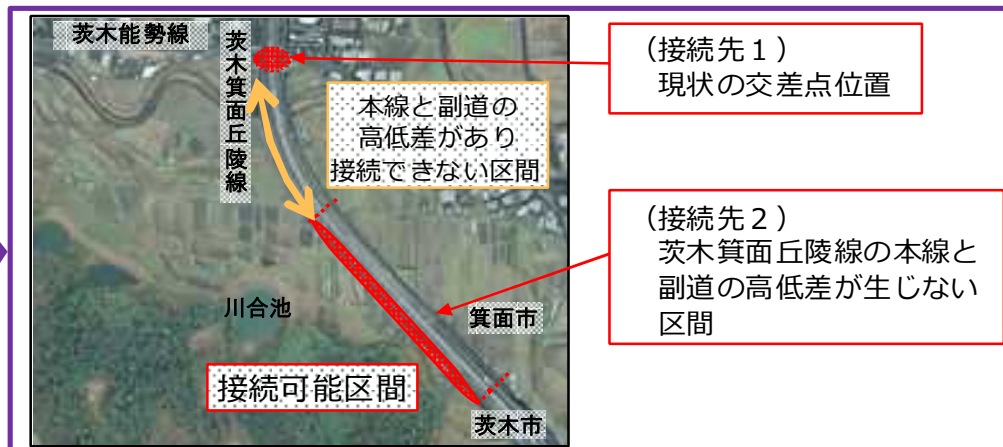 茨木能勢線
茨木箕面丘陵線
本線と副道の
高低差があり
接続できない区間
川合池
箕面市
接続可能区間
茨木市
（接続先１）
現状の交差点位置
（接続先２）
茨木箕面丘陵線の本線と
副道の高低差が生じない
区間